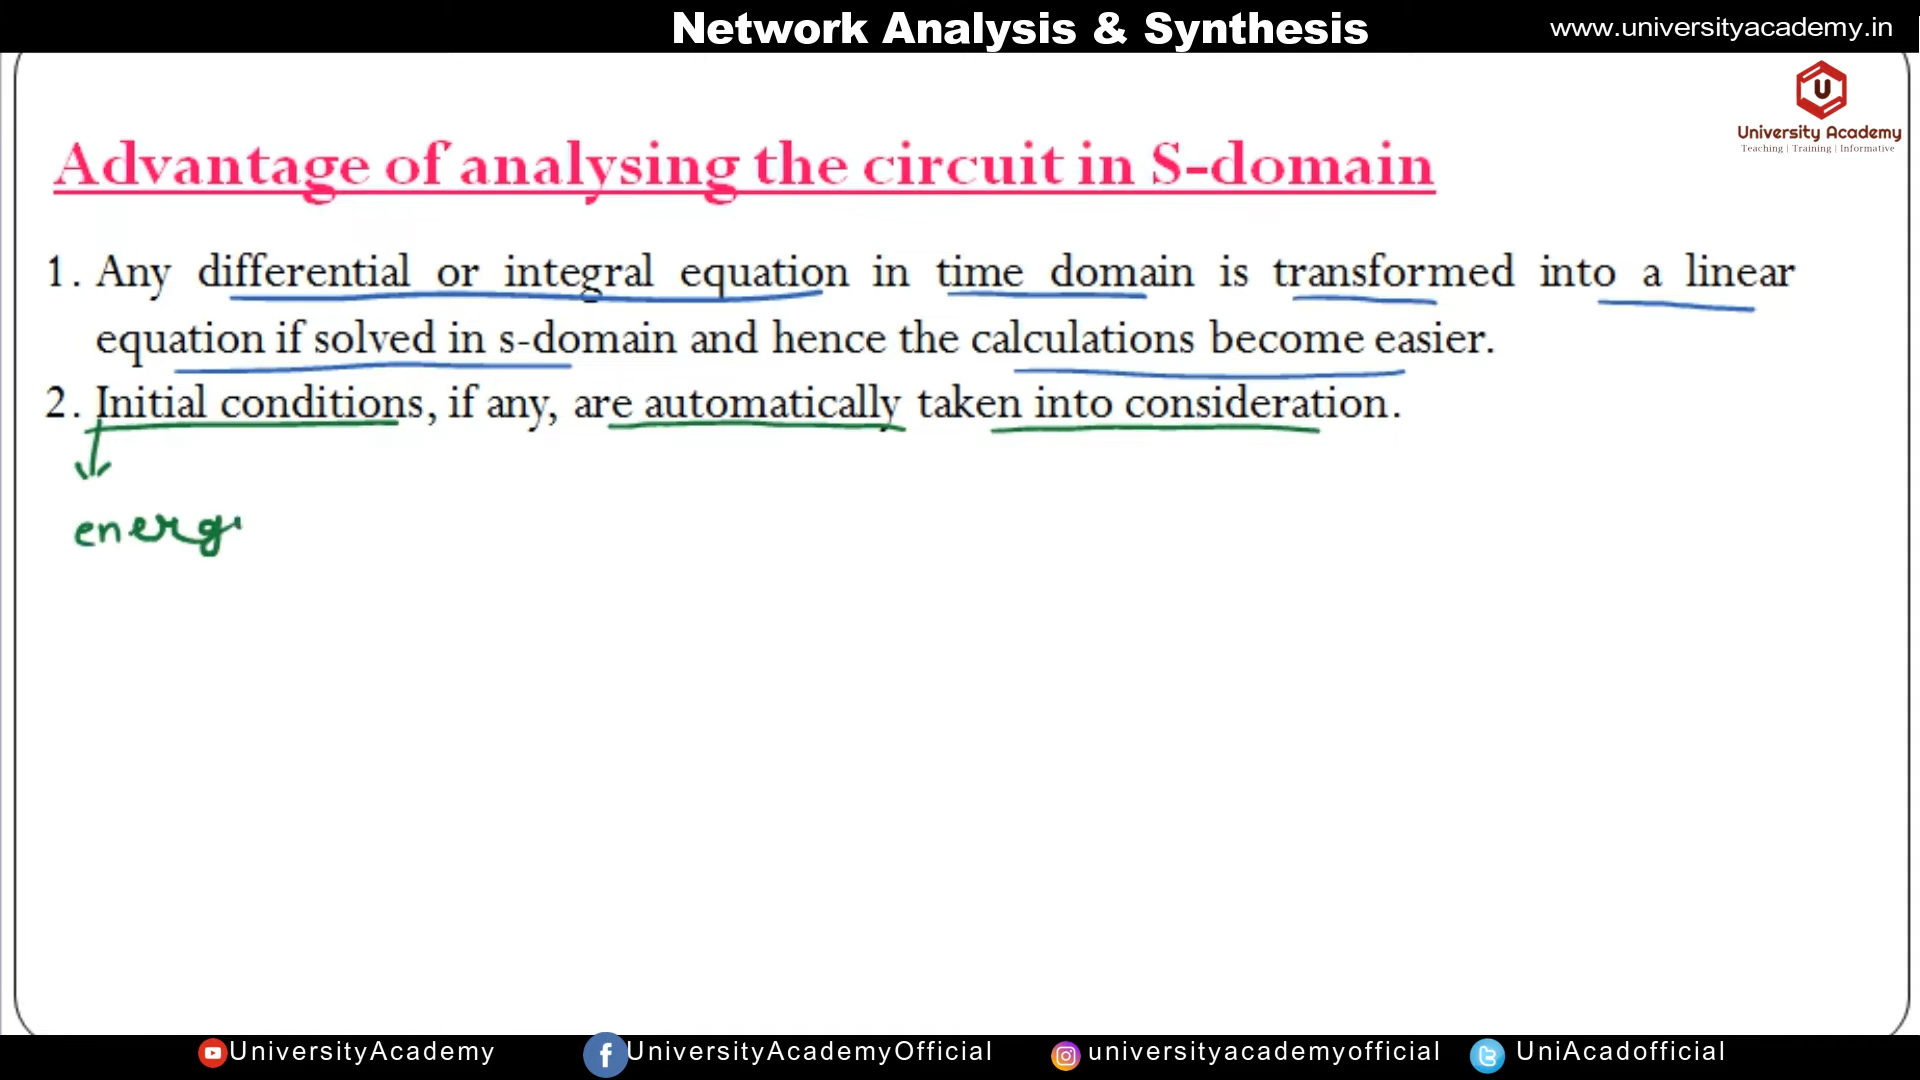 Network Analysis & Synthesis
www.universityacademy.in
U
University Academy
Teaching | Training | Informative
Advantage of analysing the circuit in S-domain
1. Any differential or integral equation in time domain is transformed into a linear
equation if solved in s-domain and hence the calculations become easier.
2. Initial conditions, if any, are automatically taken into consideration.
energ
UniversityAcademy
UniversityAcademyOfficial
universityacademyofficial
UniAcadofficial